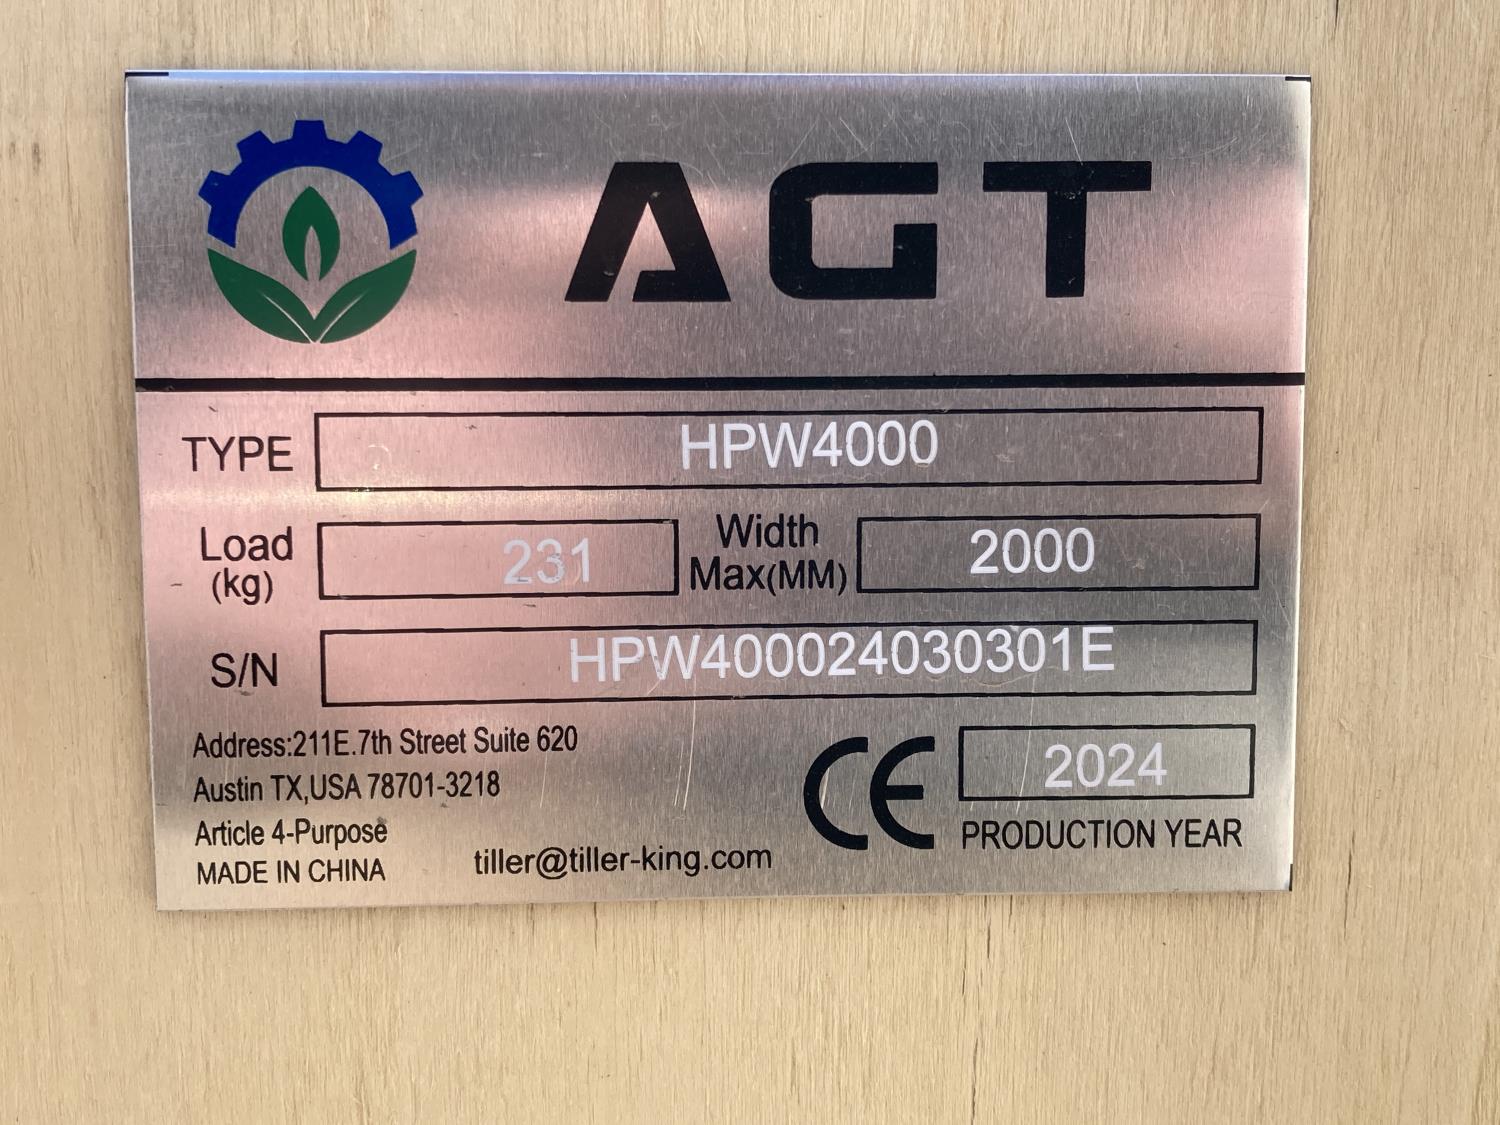 AGT
TYPE HPW4000
Load (kg) 231 Width Max(MM) 2000
S/N HPW400024030301E
Address:211E.7th Street Suite 620
Austin TX,USA 78701-3218
Article 4-Purpose
MADE IN CHINA
tiller@tiller-king.com
CE
2024
PRODUCTION YEAR